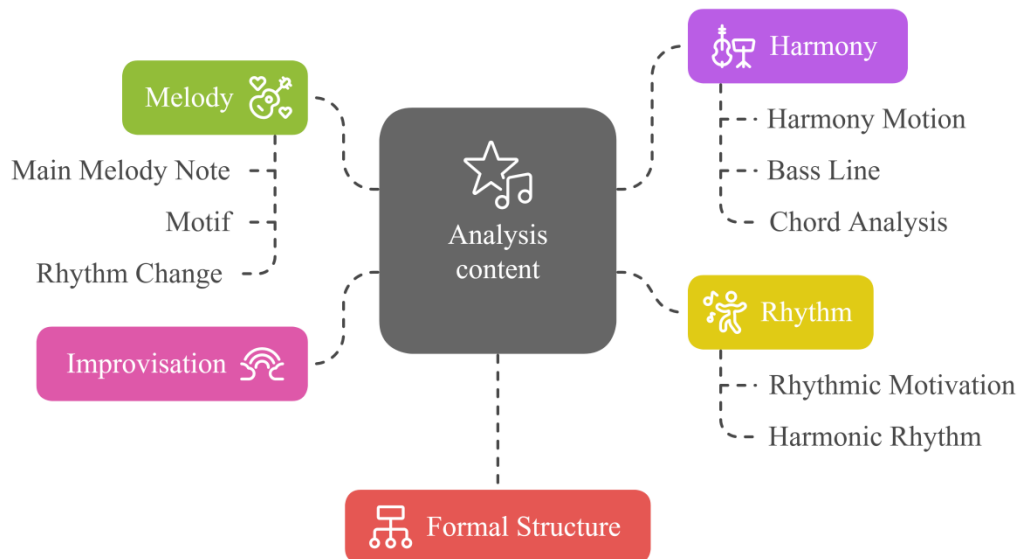 Melody
Main Melody Note
Motif
Rhythm Change
Improvisation
Analysis
content
Harmony
Harmony Motion
Bass Line
Chord Analysis
Rhythm
Rhythmic Motivation
Harmonic Rhythm
Formal Structure